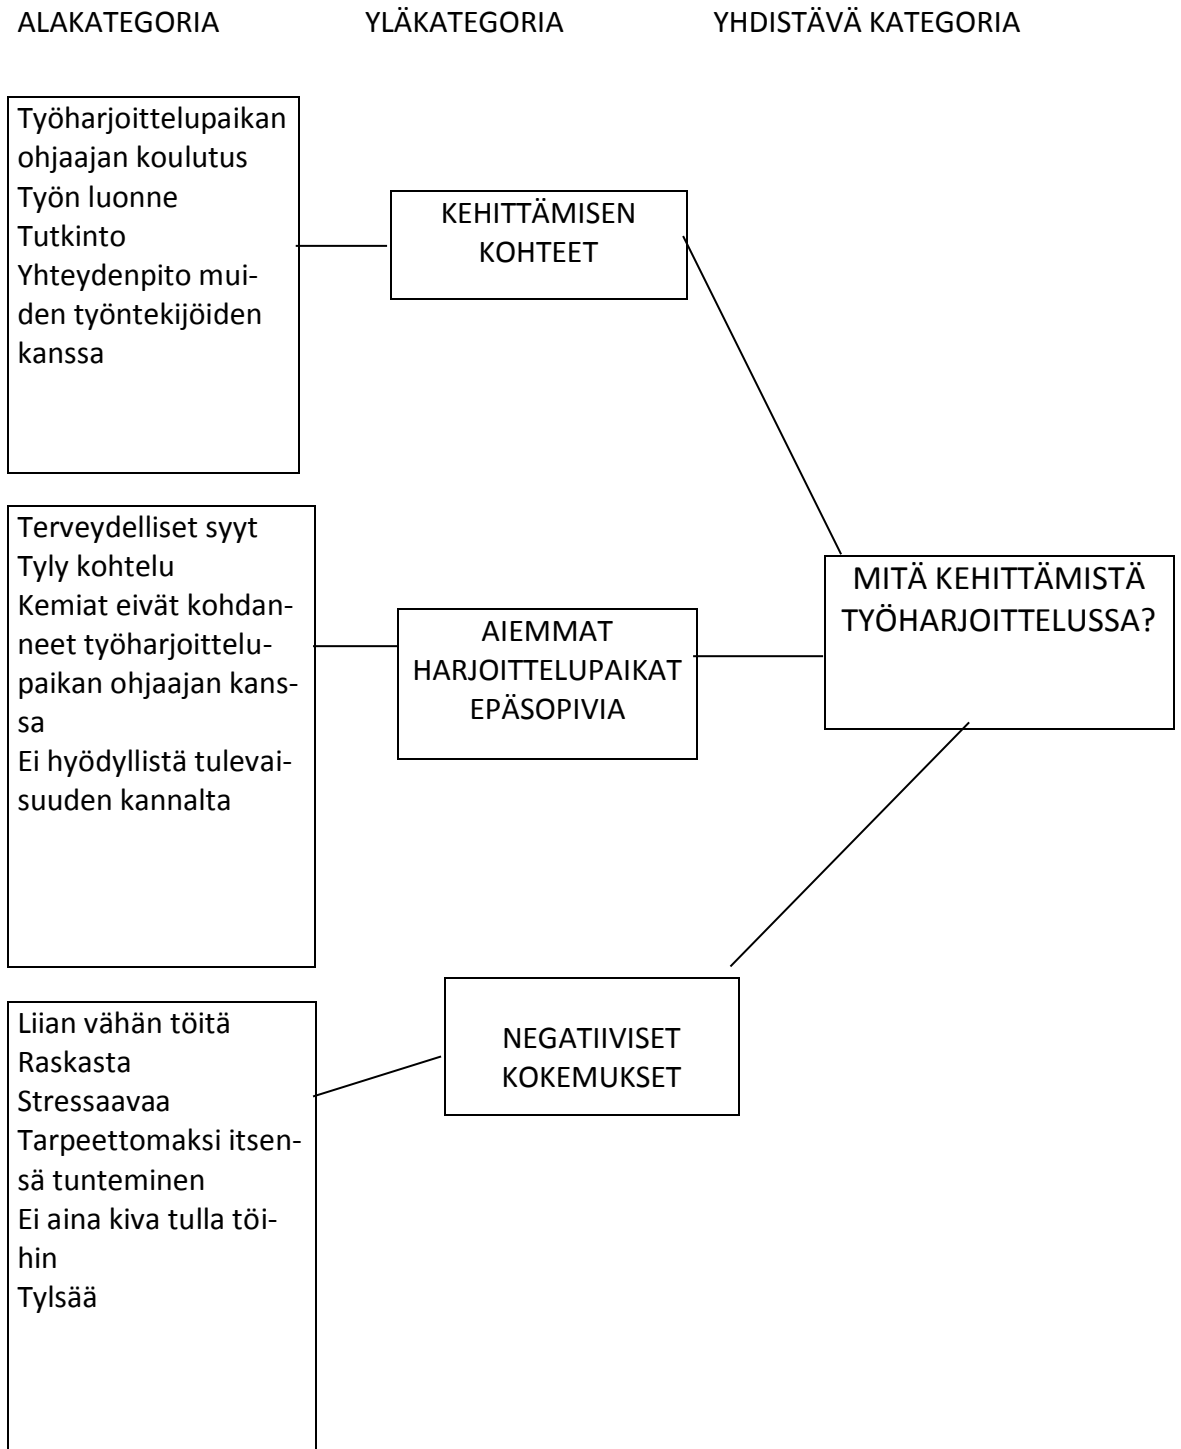 ALAKATEGORIA YLÄKATEGORIA YHDISTÄVÄ KATEGORIA
Työharjoittelupaikan
ohjaajan koulutus
Työn luonne
Tutkinto
Yhteydenpito mui-
den työntekijöiden
kanssa
KEHITTÄMISEN
KOHTEET
Terveydelliset syyt
Tyly kohtelu
Kemiat eivät kohdan-
neet työharjoittelu-
paikan ohjaajan kans-
sa
Ei hyödyllistä tulevai-
suuden kannalta
AIEMMAT
HARJOITTELUPAIKAT
EPÄSOPIVIA
MITÄ KEHITTÄMISTÄ
TYÖHARJOITTELUSSA?
Liian vähän töitä
Raskasta
Stressaavaa
Tarpeettomaksi itsen-
sä tunteminen
Ei aina kiva tulla töi-
hin
Tylsää
NEGATIIVISET
KOKEMUKSET